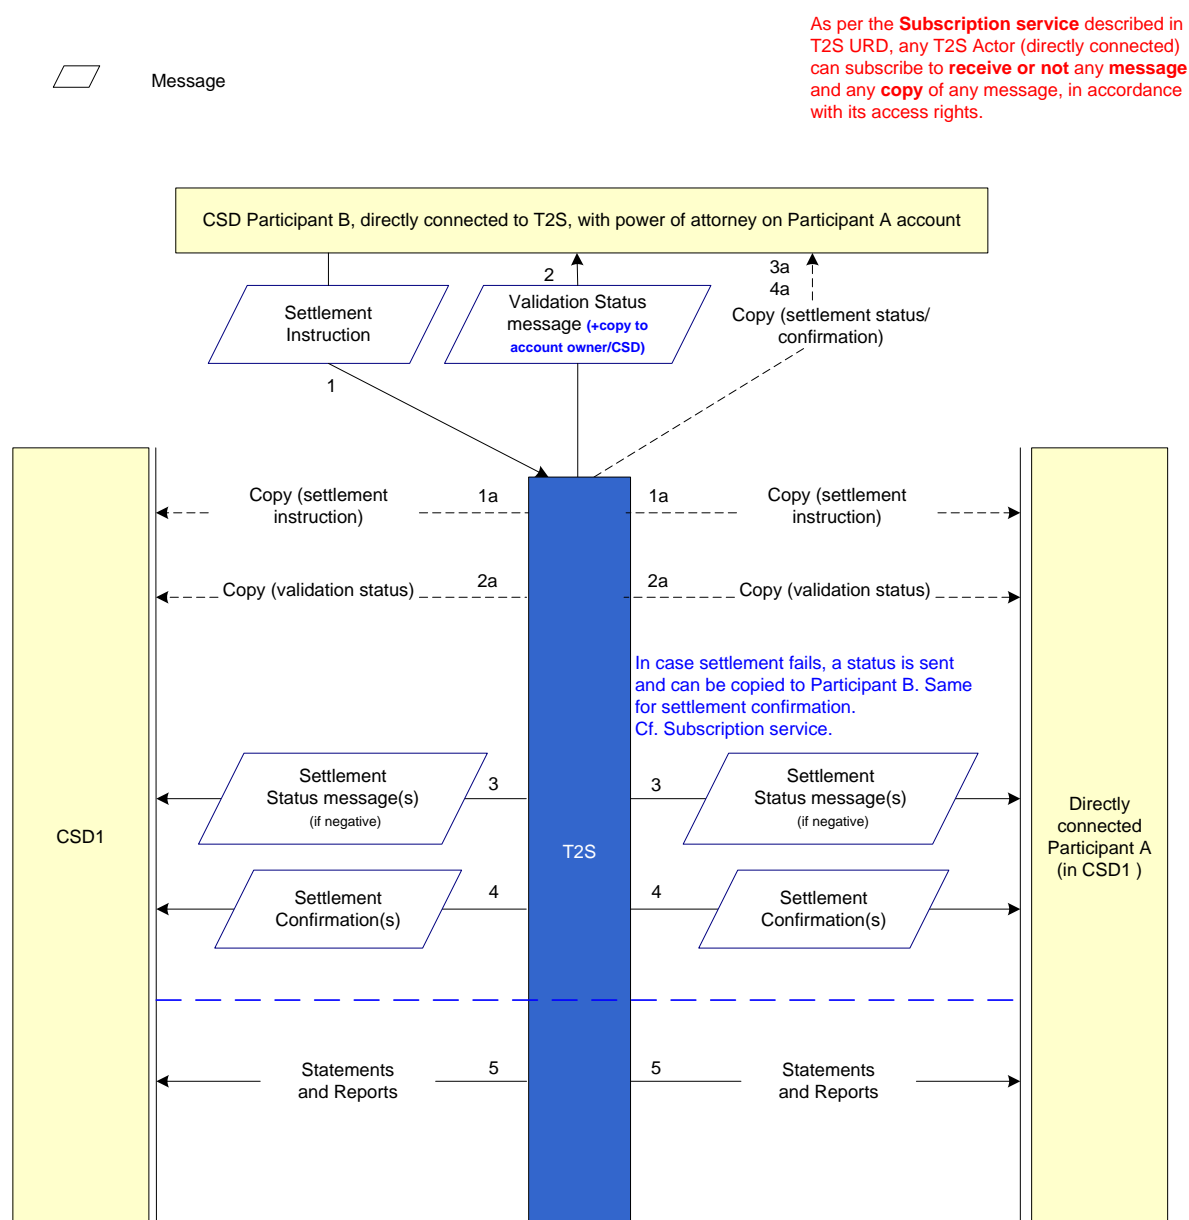 As per the Subscription service described in
T2S URD, any T2S Actor (directly connected)
can subscribe to receive or not any message
and any copy of any message, in accordance
with its access rights.
Message
CSD Participant B, directly connected to T2S, with power of attorney on Participant A account
Settlement
Instruction
1
2
Validation Status
message (+copy to
account owner/CSD)
3a
4a
Copy (settlement status/
confirmation)
Copy (settlement
instruction)
1a
1a
Copy (settlement
instruction)
Copy (validation status)
2a
2a
Copy (validation status)
In case settlement fails, a status is sent
and can be copied to Participant B. Same
for settlement confirmation.
Cf. Subscription service.
Settlement
Status message(s)
(if negative)
3
3
Settlement
Status message(s)
(if negative)
CSD1
T2S
Directly
connected
Participant A
(in CSD1 )
Settlement
Confirmation(s)
4
4
Settlement
Confirmation(s)
Statements
and Reports
5
5
Statements
and Reports